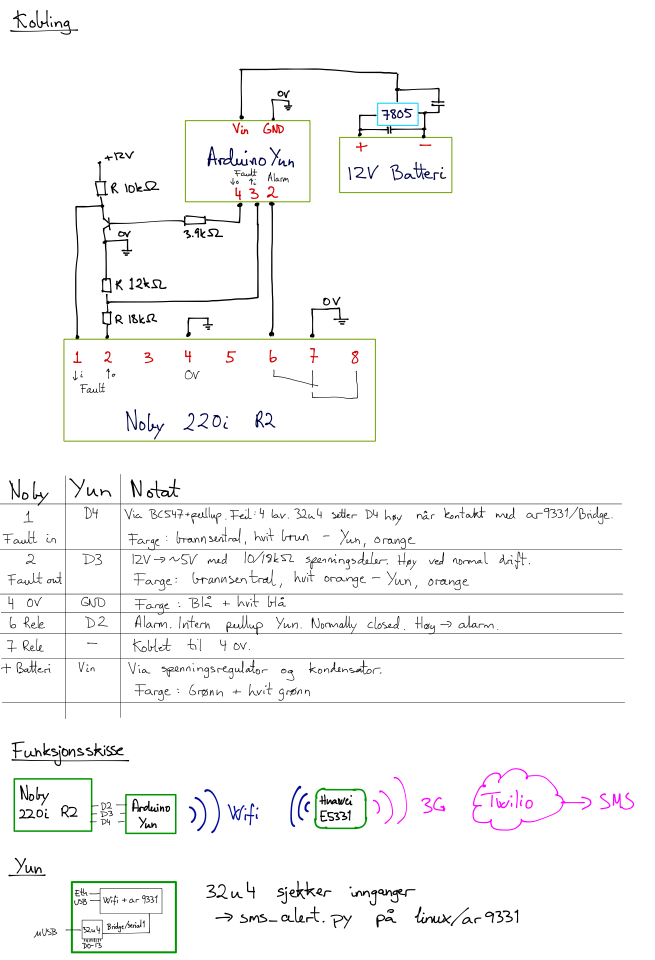 Kobling
0V
7805
Vin GND
+ −
Arduino Yun
12V Batteri
+12V
Fault
↓o ↑i Alarm
4 3 2
R 10kΩ
3.9kΩ
0V
R 12kΩ
R 18kΩ
0V
1 2 3 4 5 6 7 8
↓i ↑o 0V
Fault
Noby 220i R2
Noby Yun Notat
1 D4 Via BC547+pullup. Feil: 4 lav. 32u4 setter D4 høy når kontakt med ar9331/Bridge.
Fault in Farge: brannsentral, hvit brun – Yun, orange
2 D3 12V → ~5V med 10/18kΩ spenningsdeler. Høy ved normal drift.
Fault out Farge: brannsentral, hvit orange – Yun, orange
4 0V GND Farge: Blå + hvit blå
6 Rele D2 Alarm. Intern pullup Yun. Normally closed. Høy → alarm.
7 Rele – Koblet til 4 0V.
+ Batteri Vin Via spenningsregulator og kondensator.
Farge: Grønn + hvit grønn
Funksjonsskisse
Noby
220i R2
D2
D3
D4
Arduino
Yun
Wifi
Huawei
E5331
3G
Twilio → SMS
Yun
Eth
USB
Wifi + ar9331
µUSB
32u4
Bridge/Serial1
D0-13
32u4 sjekker innganger
→ sms_alert.py på linux/ar9331